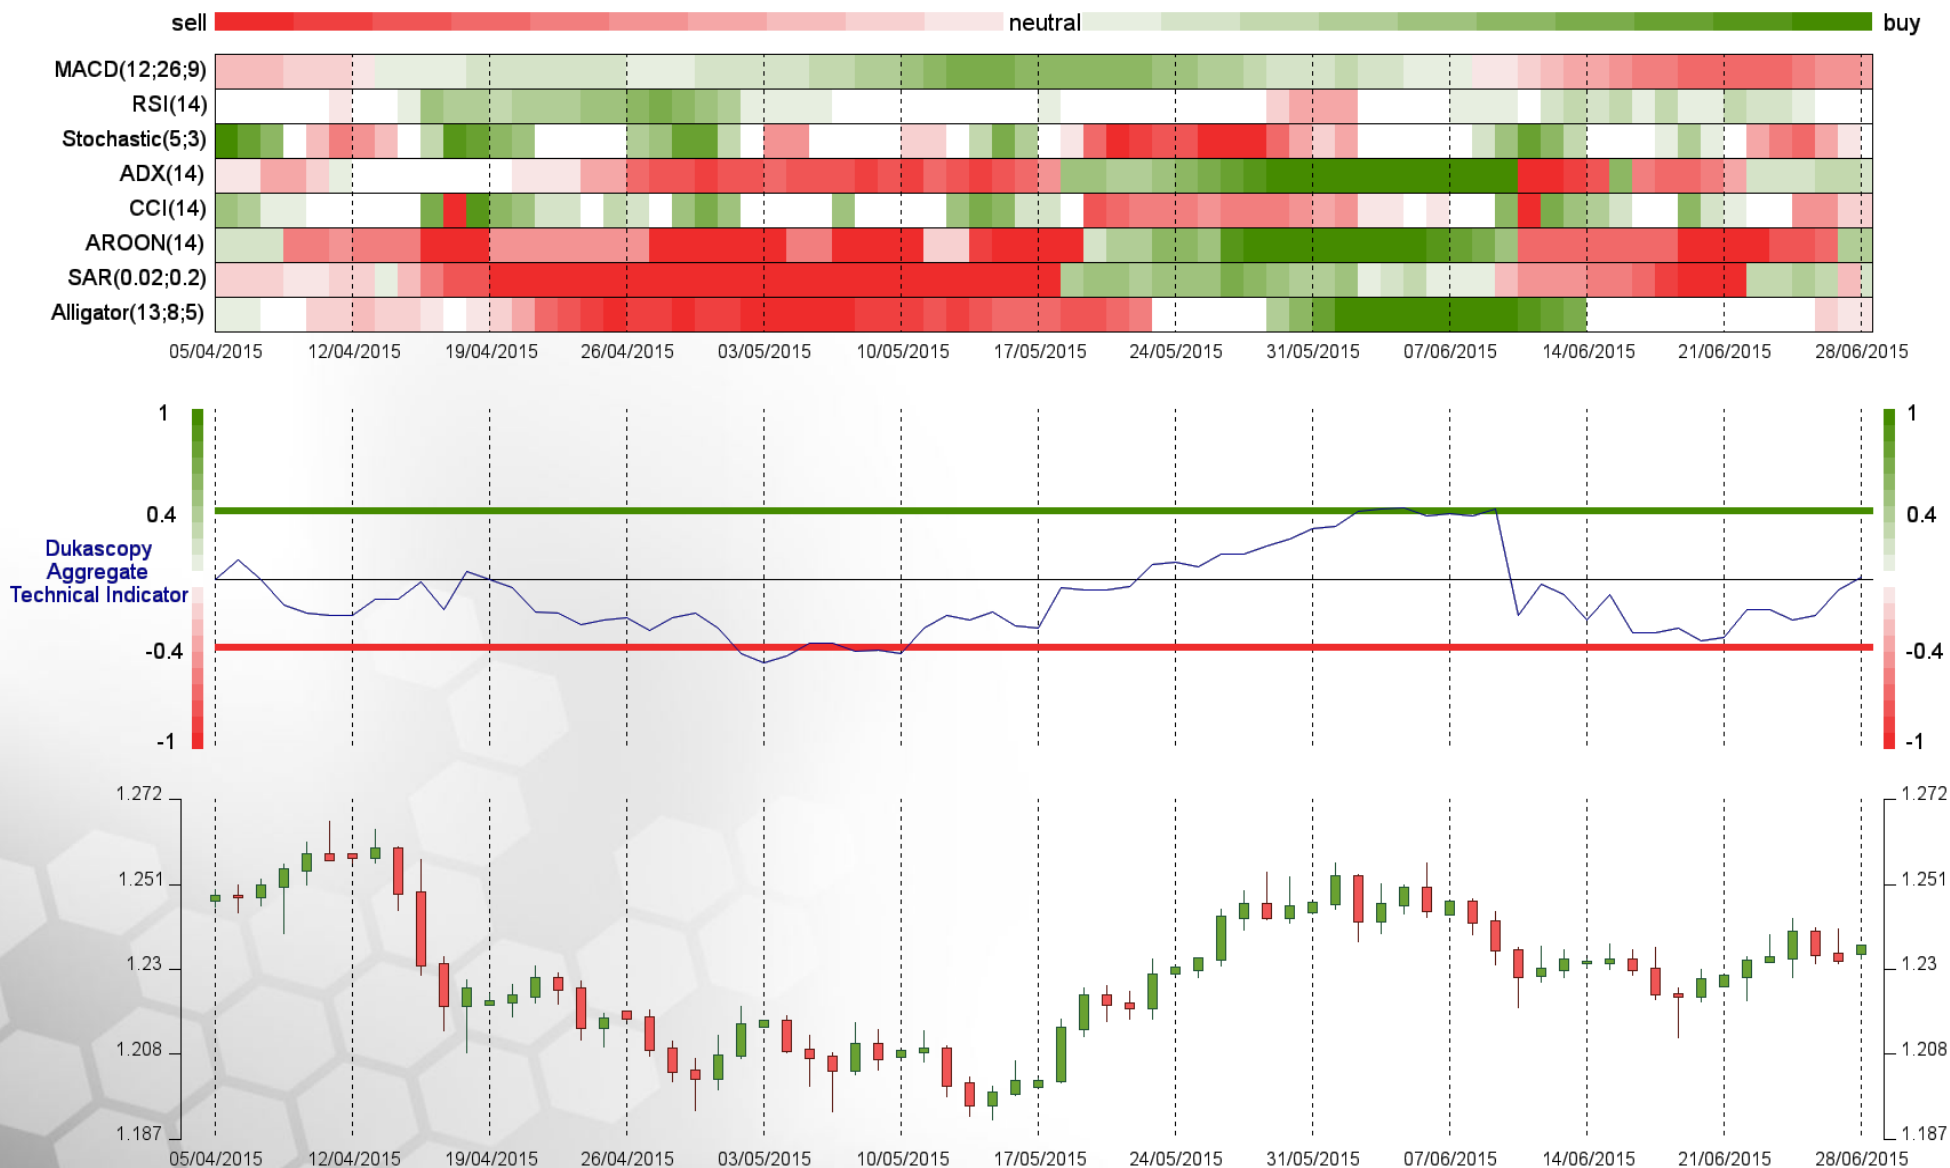 sell neutral buy
MACD(12;26;9)
RSI(14)
Stochastic(5;3)
ADX(14)
CCI(14)
AROON(14)
SAR(0.02;0.2)
Alligator(13;8;5)
05/04/2015 12/04/2015 19/04/2015 26/04/2015 03/05/2015 10/05/2015 17/05/2015 24/05/2015 31/05/2015 07/06/2015 14/06/2015 21/06/2015 28/06/2015
1 1
0.4 0.4
Dukascopy
Aggregate
Technical Indicator
-0.4 -0.4
-1 -1
1.272 1.272
1.251 1.251
1.23 1.23
1.208 1.208
1.187 1.187
05/04/2015 12/04/2015 19/04/2015 26/04/2015 03/05/2015 10/05/2015 17/05/2015 24/05/2015 31/05/2015 07/06/2015 14/06/2015 21/06/2015 28/06/2015